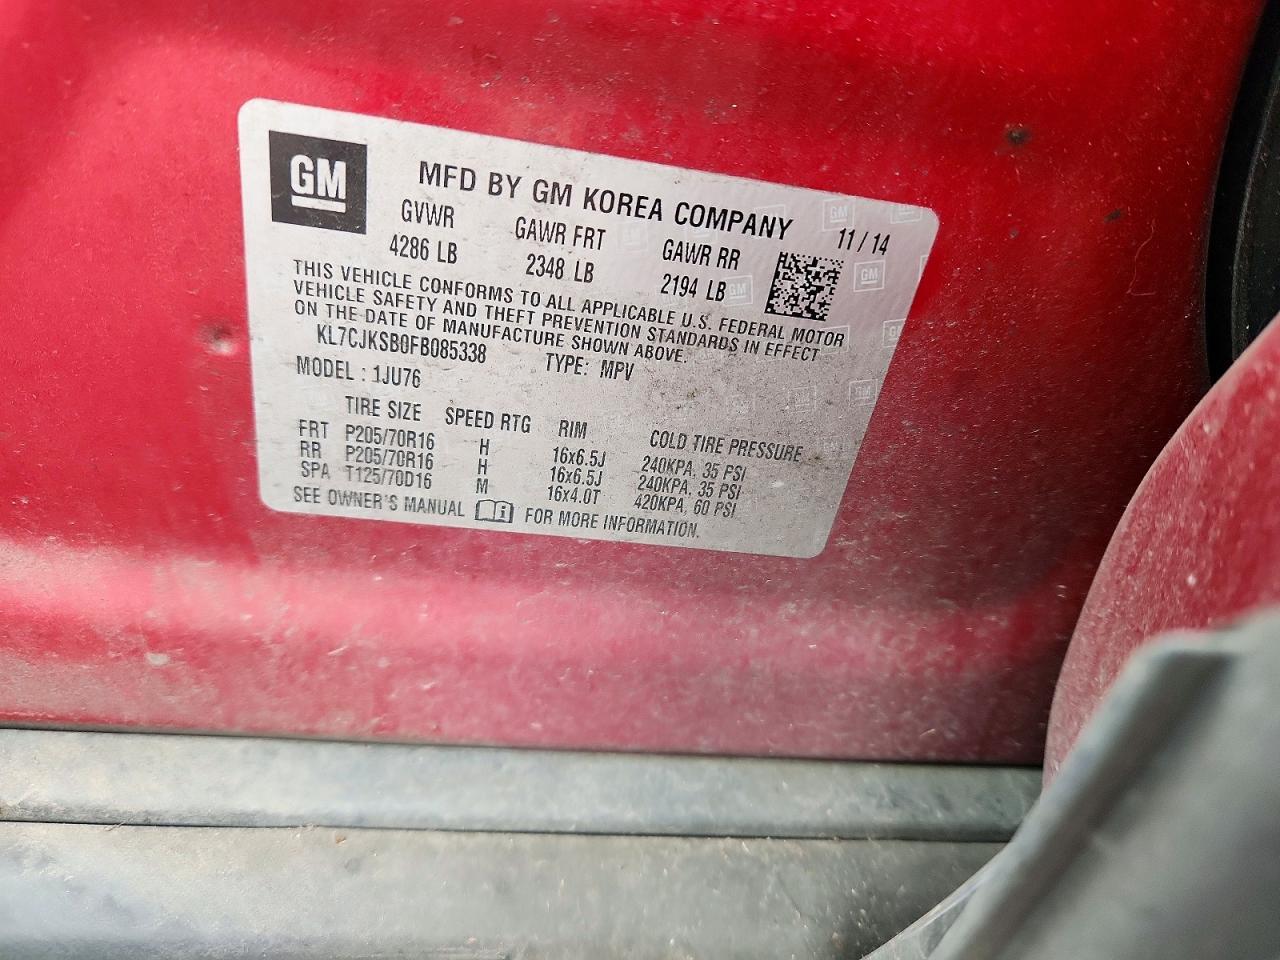 GM
MFD BY GM KOREA COMPANY 11 / 14
GVWR GAWR FRT GAWR RR
4286 LB 2348 LB 2194 LB
THIS VEHICLE CONFORMS TO ALL APPLICABLE U.S. FEDERAL MOTOR
VEHICLE SAFETY AND THEFT PREVENTION STANDARDS IN EFFECT
ON THE DATE OF MANUFACTURE SHOWN ABOVE.
KL7CJKSB0FB085338 TYPE: MPV
MODEL : 1JU76
TIRE SIZE SPEED RTG RIM COLD TIRE PRESSURE
FRT P205/70R16 H 16x6.5J 240KPA, 35 PSI
RR P205/70R16 H 16x6.5J 240KPA, 35 PSI
SPA T125/70D16 M 16x4.0T 420KPA, 60 PSI
SEE OWNER'S MANUAL i FOR MORE INFORMATION.